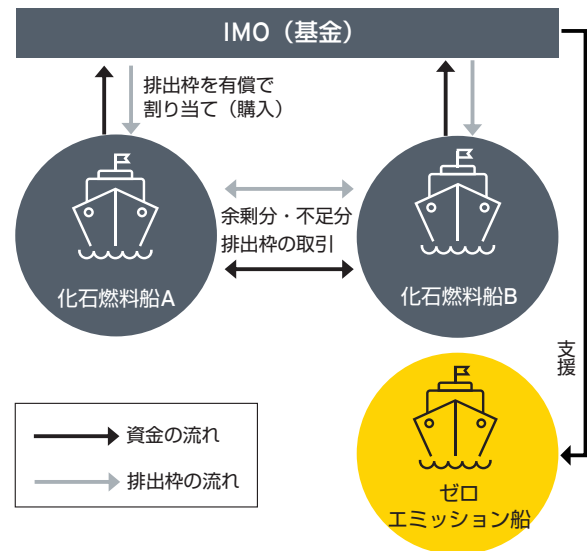 IMO（基金）
排出枠を有償で
割り当て（購入）
余剰分・不足分
排出枠の取引
化石燃料船A
化石燃料船B
支援
資金の流れ
排出枠の流れ
ゼロ
エミッション船